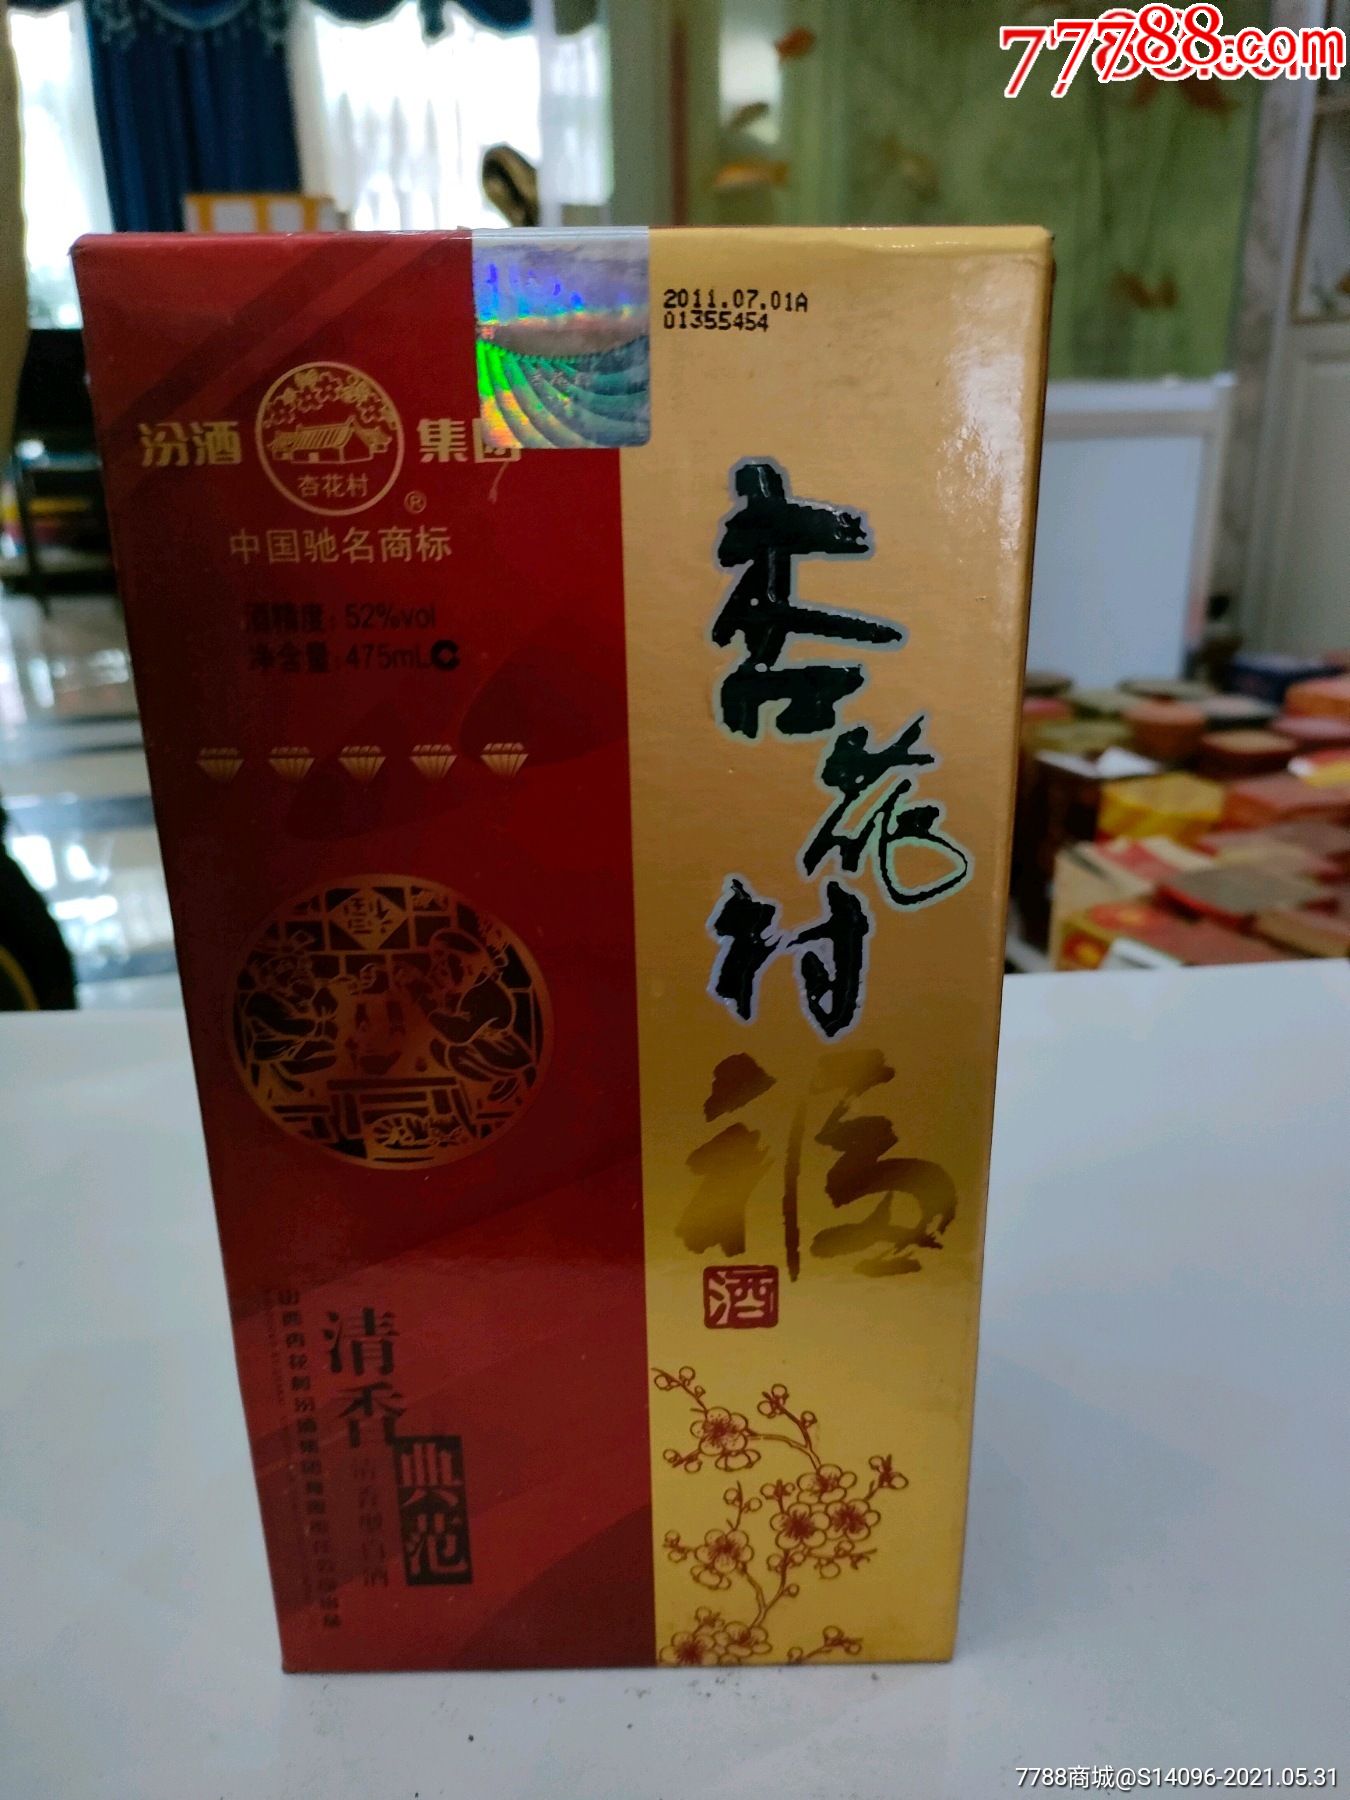 77788.com
2011.07.01A
01355454
汾酒 杏花村 ® 集团
中国驰名商标
酒精度: 52%vol
净含量: 475mL C
杏花村
福
酒
福
清香
典范
清香型白酒
7788商城@S14096-2021.05.31